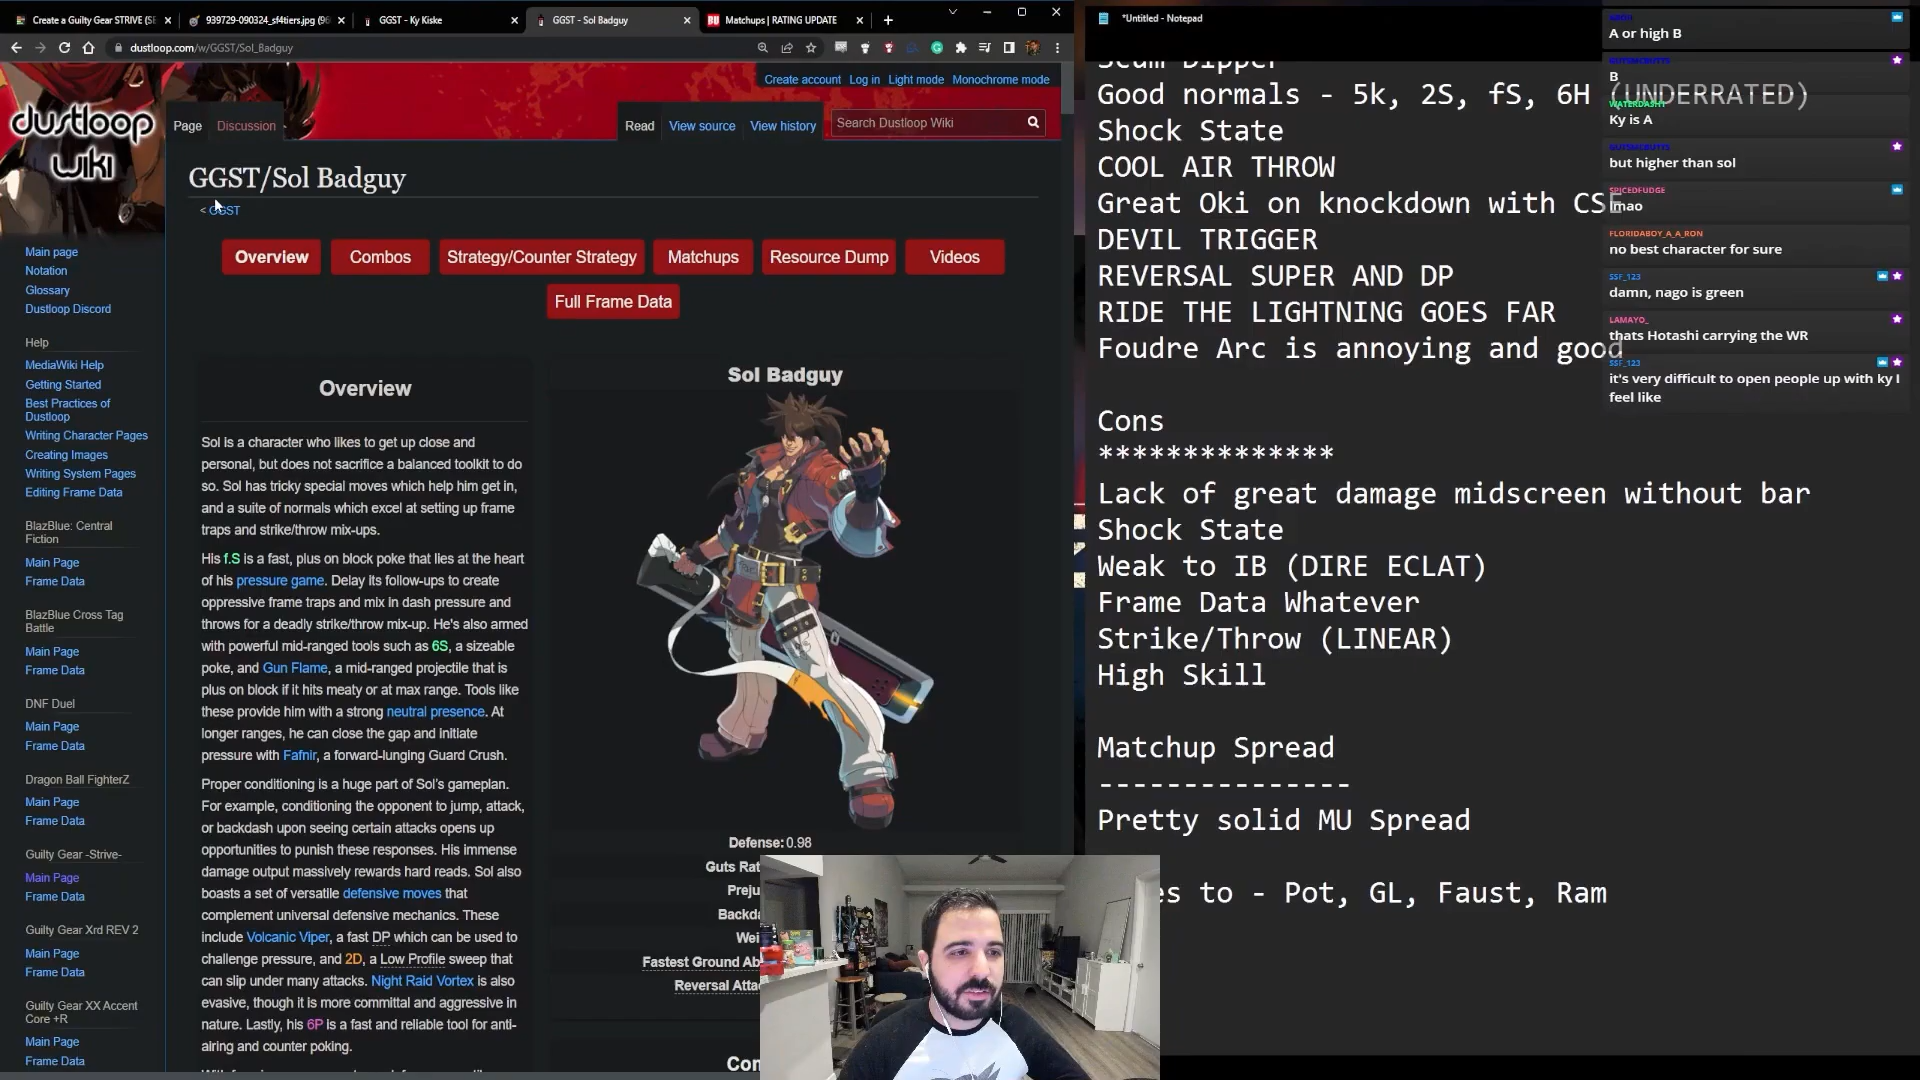 Create a Guilty Gear STRIVE (SE
939729-090324_sf4tiers.jpg (96
GGST - Ky Kiske
GGST - Sol Badguy
Matchups | RATING UPDATE
dustloop.com/w/GGST/Sol_Badguy
Create account Log in Light mode Monochrome mode
dustloop wiki
Page Discussion Read View source View history Search Dustloop Wiki
GGST/Sol Badguy
< GGST
Overview Combos Strategy/Counter Strategy Matchups Resource Dump Videos
Full Frame Data
Main page
Notation
Glossary
Dustloop Discord
Help
MediaWiki Help
Getting Started
Best Practices of
Dustloop
Writing Character Pages
Creating Images
Writing System Pages
Editing Frame Data
BlazBlue: Central
Fiction
Main Page
Frame Data
BlazBlue Cross Tag
Battle
Main Page
Frame Data
DNF Duel
Main Page
Frame Data
Dragon Ball FighterZ
Main Page
Frame Data
Guilty Gear -Strive-
Main Page
Frame Data
Guilty Gear Xrd REV 2
Main Page
Frame Data
Guilty Gear XX Accent
Core +R
Main Page
Frame Data
Overview
Sol is a character who likes to get up close and
personal, but does not sacrifice a balanced toolkit to do
so. Sol has tricky special moves which help him get in,
and a suite of normals which excel at setting up frame
traps and strike/throw mix-ups.
His f.S is a fast, plus on block poke that lies at the heart
of his pressure game. Delay its follow-ups to create
oppressive frame traps and mix in dash pressure and
throws for a deadly strike/throw mix-up. He's also armed
with powerful mid-ranged tools such as 6S, a sizeable
poke, and Gun Flame, a mid-ranged projectile that is
plus on block if it hits meaty or at max range. Tools like
these provide him with a strong neutral presence. At
longer ranges, he can close the gap and initiate
pressure with Fafnir, a forward-lunging Guard Crush.
Proper conditioning is a huge part of Sol's gameplan.
For example, conditioning the opponent to jump, attack,
or backdash upon seeing certain attacks opens up
opportunities to punish these responses. His immense
damage output massively rewards hard reads. Sol also
boasts a set of versatile defensive moves that
complement universal defensive mechanics. These
include Volcanic Viper, a fast DP which can be used to
challenge pressure, and 2D, a Low Profile sweep that
can slip under many attacks. Night Raid Vortex is also
evasive, though it is more committal and aggressive in
nature. Lastly, his 6P is a fast and reliable tool for anti-
airing and counter poking.
Sol Badguy
Defense: 0.98
Guts Rat
Preju
Backda
Wei
Fastest Ground Ab
Reversal Atta
Con
*Untitled - Notepad
Scum Dipper
Good normals - 5k, 2S, fS, 6H (UNDERRATED)
Shock State
COOL AIR THROW
Great Oki on knockdown with CSE
DEVIL TRIGGER
REVERSAL SUPER AND DP
RIDE THE LIGHTNING GOES FAR
Foudre Arc is annoying and good
Cons
**************
Lack of great damage midscreen without bar
Shock State
Weak to IB (DIRE ECLAT)
Frame Data Whatever
Strike/Throw (LINEAR)
High Skill
Matchup Spread
---------------
Pretty solid MU Spread
es to - Pot, GL, Faust, Ram
A or high B
B
WATERDASH1
Ky is A
but higher than sol
SPICEDFUDGE
lmao
FLORIDABOY_A_A_RON
no best character for sure
SSF_123
damn, nago is green
LAMAYO_
thats Hotashi carrying the WR
SSF_123
it's very difficult to open people up with ky I
feel like